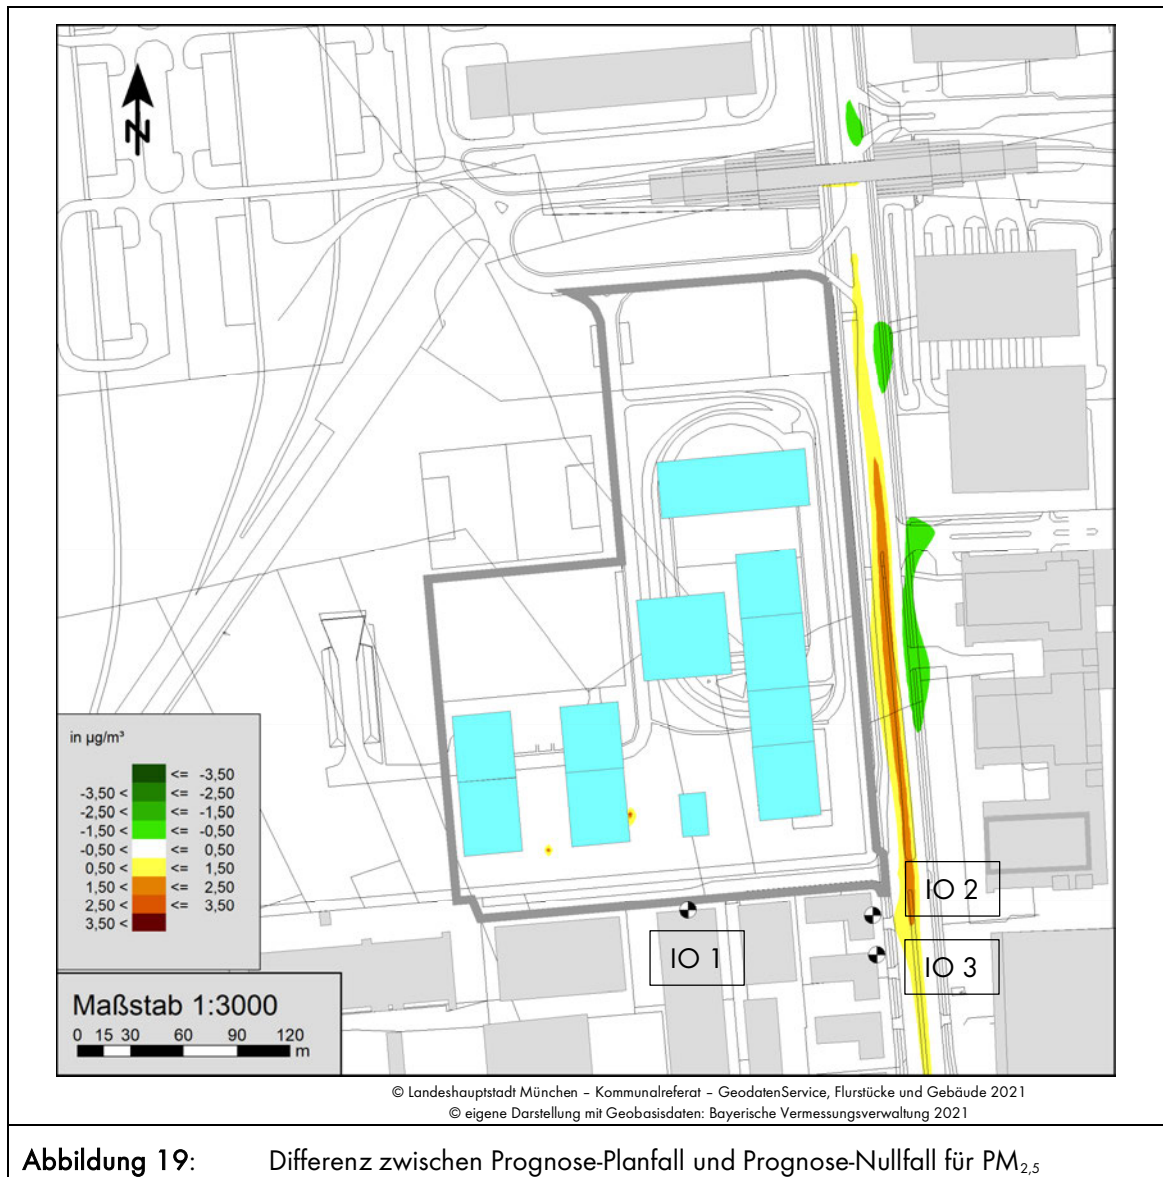 N
in µg/m³
<= -3,50
-3,50 < <= -2,50
-2,50 < <= -1,50
-1,50 < <= -0,50
-0,50 < <= 0,50
0,50 < <= 1,50
1,50 < <= 2,50
2,50 < <= 3,50
3,50 <
IO 2
IO 1
IO 3
Maßstab 1:3000
0 15 30 60 90 120
m
© Landeshauptstadt München – Kommunalreferat – GeodatenService, Flurstücke und Gebäude 2021
© eigene Darstellung mit Geobasisdaten: Bayerische Vermessungsverwaltung 2021
Abbildung 19: Differenz zwischen Prognose-Planfall und Prognose-Nullfall für PM2,5